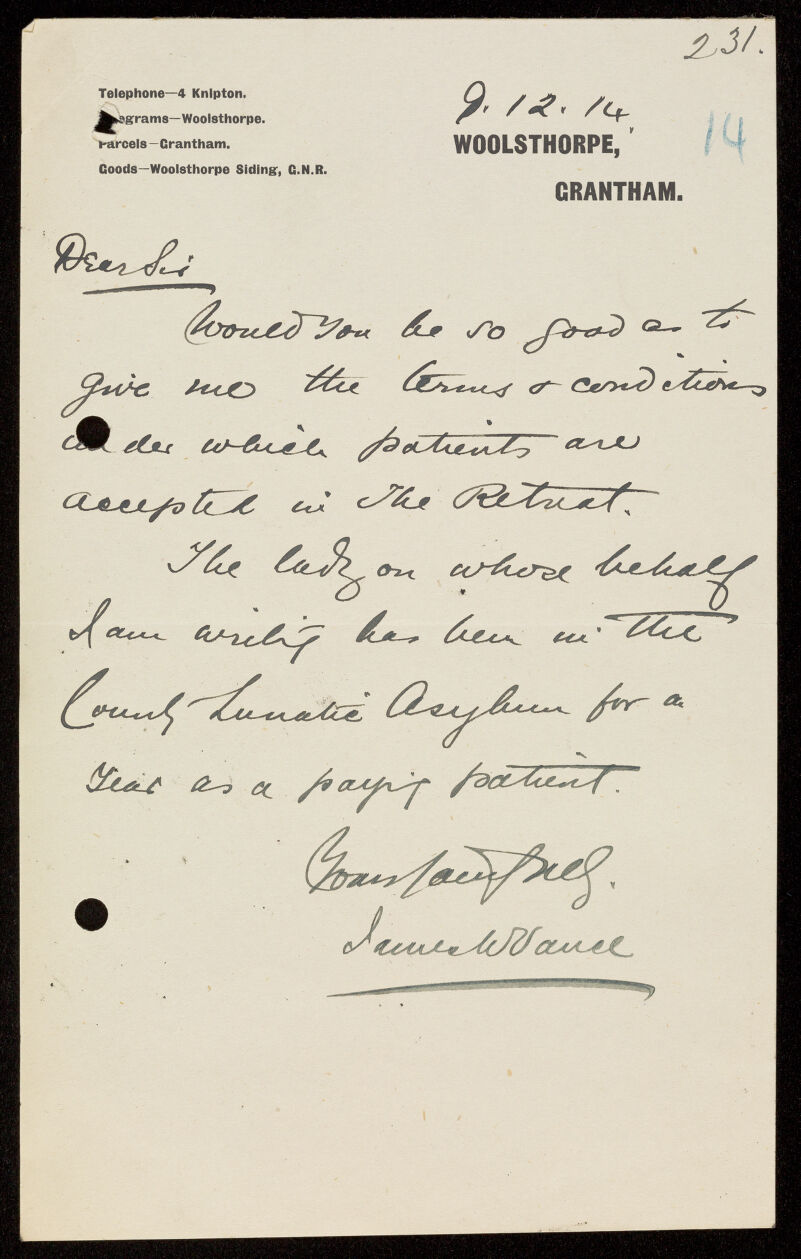 231.
Telephone—4 Knipton.
egrams—Woolsthorpe.
Parcels—Grantham.
Goods—Woolsthorpe Siding, G.N.R.
9.12.14
WOOLSTHORPE,
GRANTHAM.
14
Dear Sir
Would you be so good as to
give me the terms & conditions
under which patients are
accepted in The Retreat.
The lady on whose behalf
I am writing has been in the
County Lunatic Asylum for a
Year as a paying patient.
Yours faithfully.
James W Vance